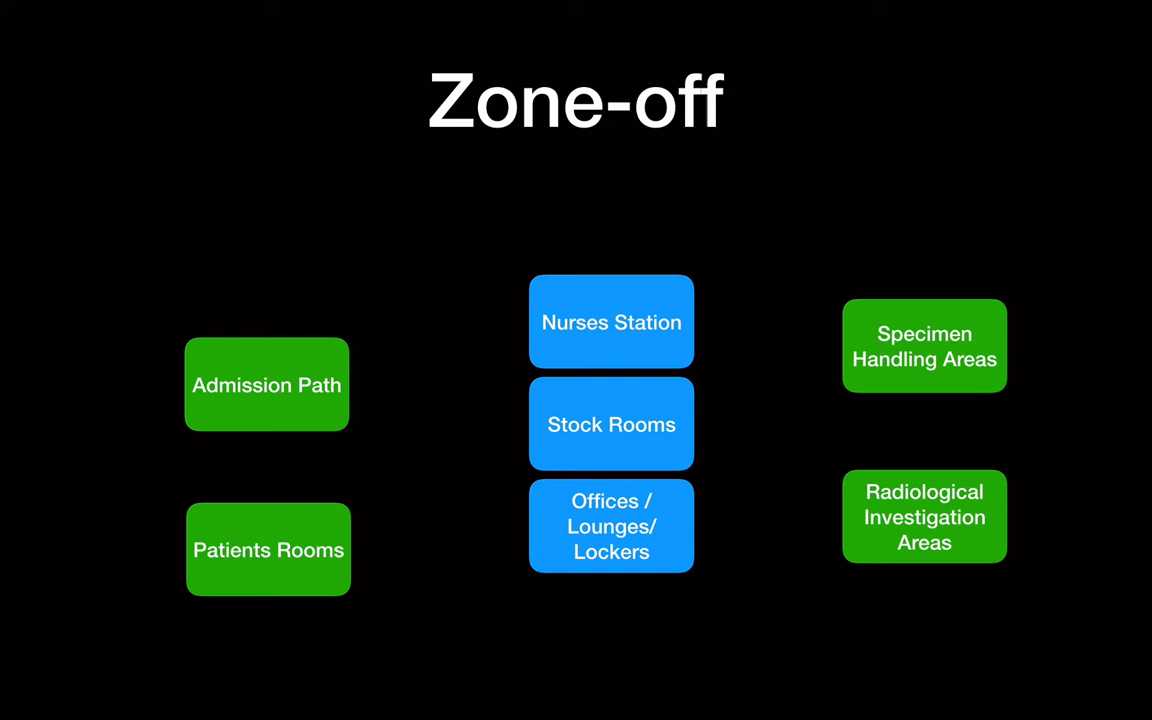 Zone-off
Admission Path
Patients Rooms
Nurses Station
Stock Rooms
Offices /
Lounges/
Lockers
Specimen
Handling Areas
Radiological
Investigation
Areas